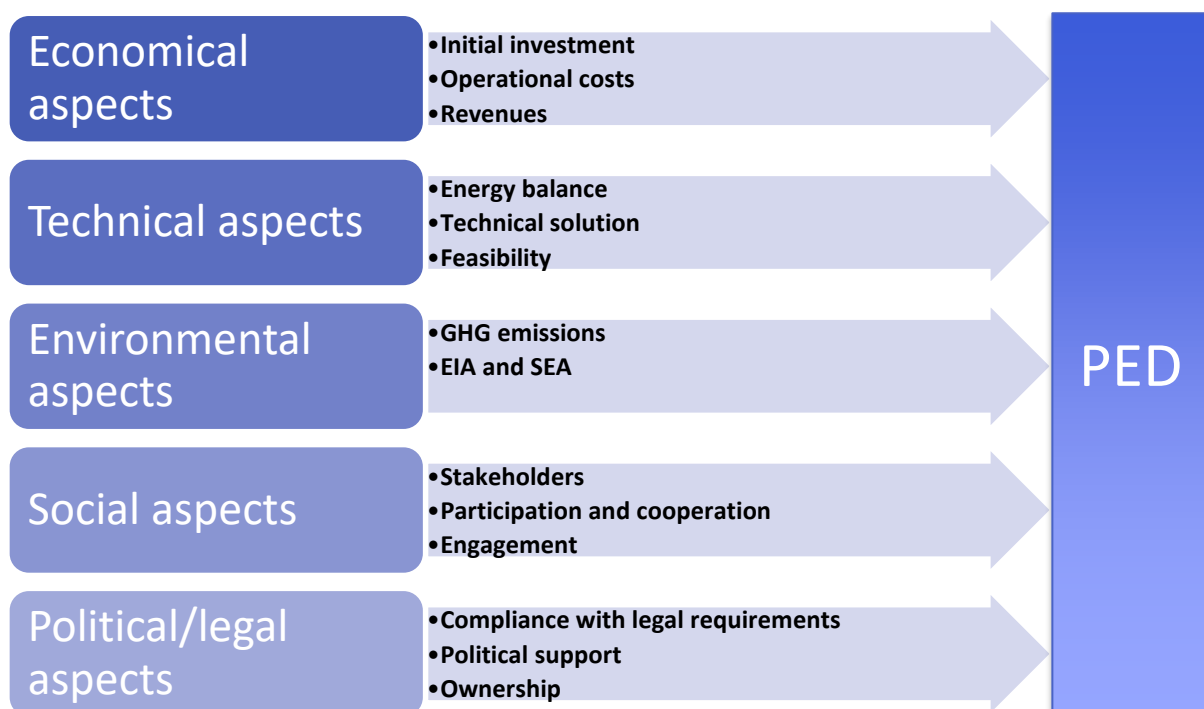 Economical
aspects
•Initial investment
•Operational costs
•Revenues
Technical aspects
•Energy balance
•Technical solution
•Feasibility
Environmental
aspects
•GHG emissions
•EIA and SEA
Social aspects
•Stakeholders
•Participation and cooperation
•Engagement
Political/legal
aspects
•Compliance with legal requirements
•Political support
•Ownership
PED